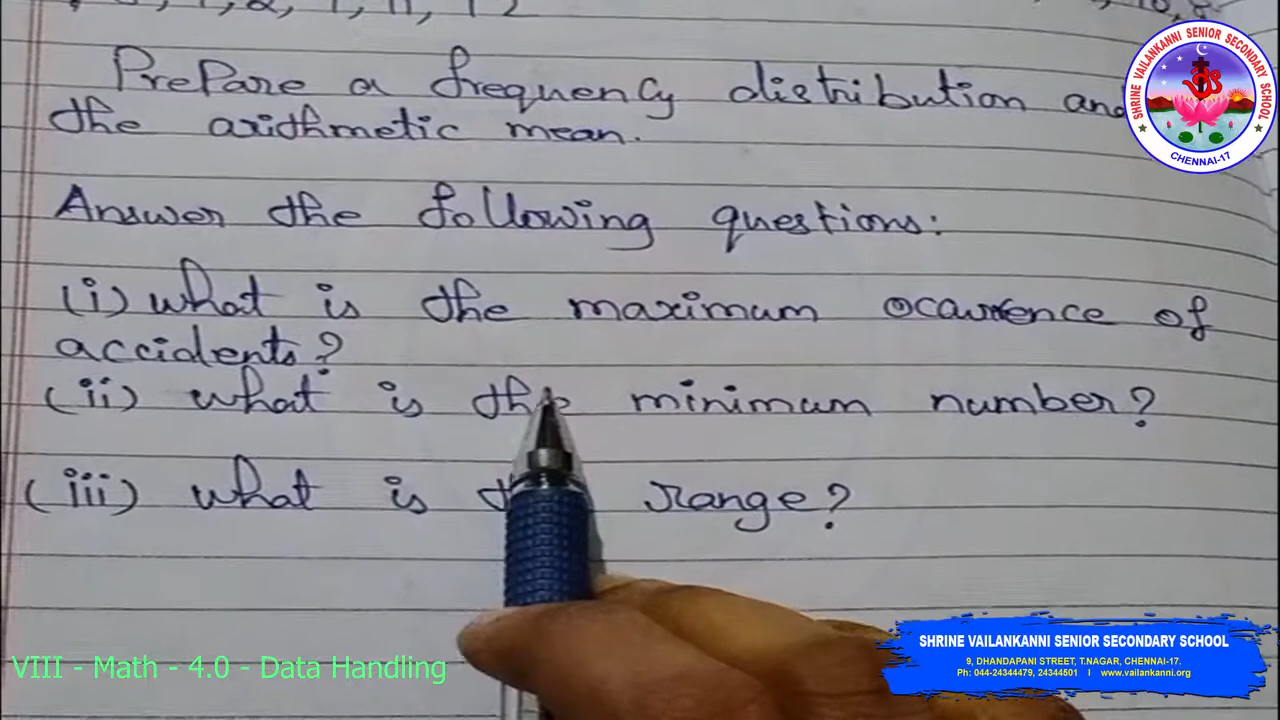 Prepare a frequency distribution and
the arithmetic mean.
Answer the following questions:
(i) what is the maximum ocurrence of
accidents?
(ii) what is the minimum number?
(iii) what is the range?
SHRINE VAILANKANNI SENIOR SECONDARY SCHOOL
CHENNAI-17
VIII - Math - 4.0 - Data Handling
SHRINE VAILANKANNI SENIOR SECONDARY SCHOOL
9, DHANDAPANI STREET, T.NAGAR, CHENNAI-17.
Ph: 044-24344479, 24344501 I www.vailankanni.org